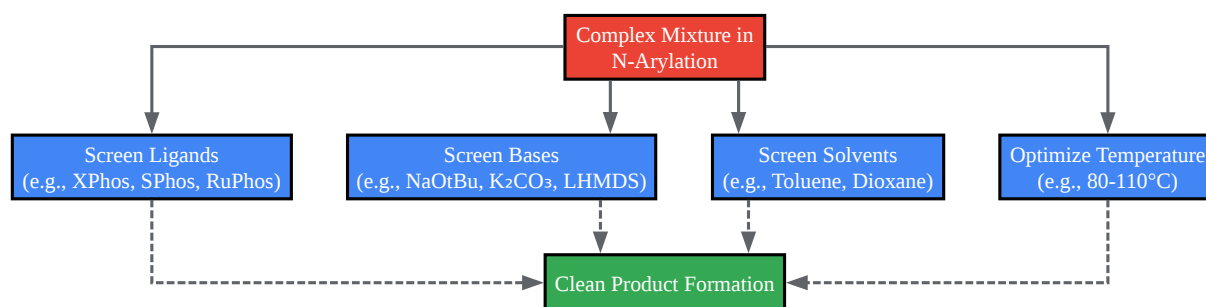 Complex Mixture in
N-Arylation
Screen Ligands
(e.g., XPhos, SPhos, RuPhos)
Screen Bases
(e.g., NaOtBu, K₂CO₃, LHMDS)
Screen Solvents
(e.g., Toluene, Dioxane)
Optimize Temperature
(e.g., 80-110°C)
Clean Product Formation